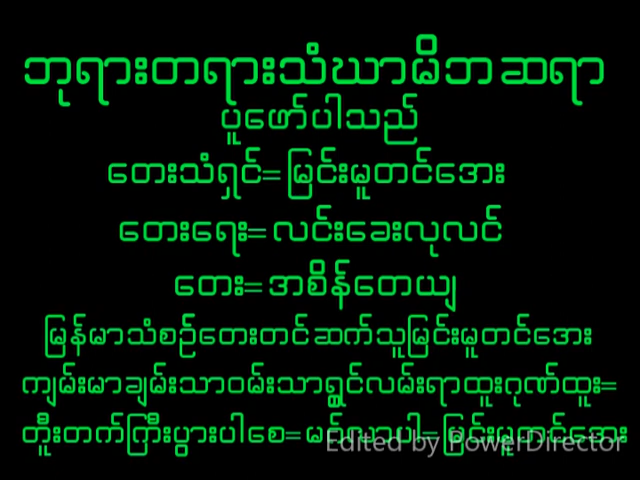 ဘုရားတရားသံဃာမိဘဆရာ
ပူဖော်ပါသည်
တေးသံရှင်=မြင်းမူတင်အေး
တေးရေး=လင်းခေးလုလင်
တေး=အစိန်တေယျ
မြန်မာသံစဉ်တေးတင်ဆက်သူမြင်းမူတင်အေး
ကျမ်းမာချမ်းသာဝမ်းသာရွှင်လမ်းရာထူးဂုဏ်ထူး=
တိူးတက်ကြီးပွားပါစေ= =မြင်းမူတင်အေး
Edited by PowerDirector